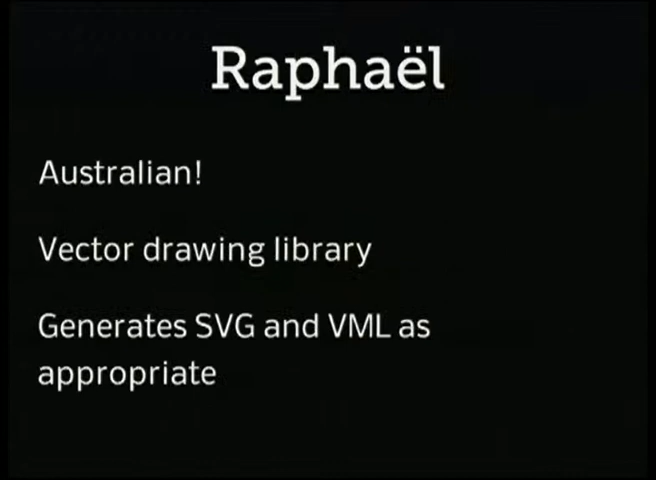 Raphaël
Australian!
Vector drawing library
Generates SVG and VML as
appropriate